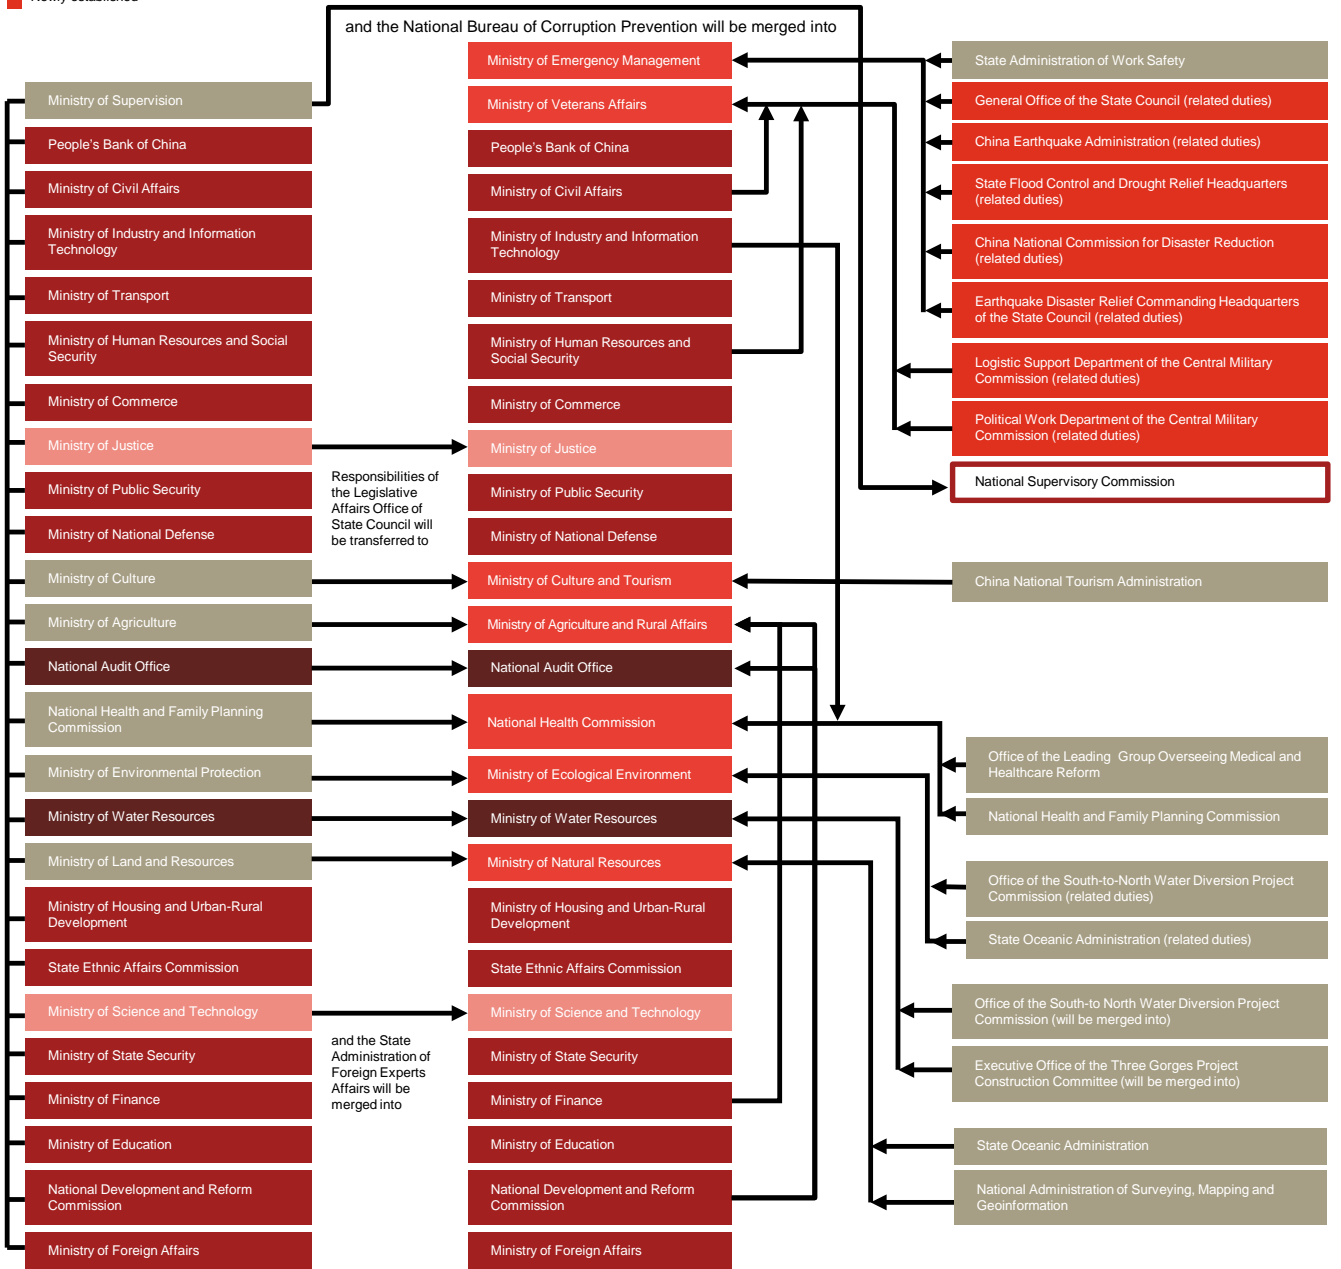 Newly established
and the National Bureau of Corruption Prevention will be merged into
Ministry of Supervision
People's Bank of China
Ministry of Civil Affairs
Ministry of Industry and Information
Technology
Ministry of Transport
Ministry of Human Resources and Social
Security
Ministry of Commerce
Ministry of Justice
Ministry of Public Security
Ministry of National Defense
Ministry of Culture
Ministry of Agriculture
National Audit Office
National Health and Family Planning
Commission
Ministry of Environmental Protection
Ministry of Water Resources
Ministry of Land and Resources
Ministry of Housing and Urban-Rural
Development
State Ethnic Affairs Commission
Ministry of Science and Technology
Ministry of State Security
Ministry of Finance
Ministry of Education
National Development and Reform
Commission
Ministry of Foreign Affairs
Responsibilities of
the Legislative
Affairs Office of
State Council will
be transferred to
and the State
Administration of
Foreign Experts
Affairs will be
merged into
Ministry of Emergency Management
Ministry of Veterans Affairs
People's Bank of China
Ministry of Civil Affairs
Ministry of Industry and Information
Technology
Ministry of Transport
Ministry of Human Resources and
Social Security
Ministry of Commerce
Ministry of Justice
Ministry of Public Security
Ministry of National Defense
Ministry of Culture and Tourism
Ministry of Agriculture and Rural Affairs
National Audit Office
National Health Commission
Ministry of Ecological Environment
Ministry of Water Resources
Ministry of Natural Resources
Ministry of Housing and Urban-Rural
Development
State Ethnic Affairs Commission
Ministry of Science and Technology
Ministry of State Security
Ministry of Finance
Ministry of Education
National Development and Reform
Commission
Ministry of Foreign Affairs
State Administration of Work Safety
General Office of the State Council (related duties)
China Earthquake Administration (related duties)
State Flood Control and Drought Relief Headquarters
(related duties)
China National Commission for Disaster Reduction
(related duties)
Earthquake Disaster Relief Commanding Headquarters
of the State Council (related duties)
Logistic Support Department of the Central Military
Commission (related duties)
Political Work Department of the Central Military
Commission (related duties)
National Supervisory Commission
China National Tourism Administration
Office of the Leading Group Overseeing Medical and
Healthcare Reform
National Health and Family Planning Commission
Office of the South-to-North Water Diversion Project
Commission (related duties)
State Oceanic Administration (related duties)
Office of the South-to North Water Diversion Project
Commission (will be merged into)
Executive Office of the Three Gorges Project
Construction Committee (will be merged into)
State Oceanic Administration
National Administration of Surveying, Mapping and
Geoinformation